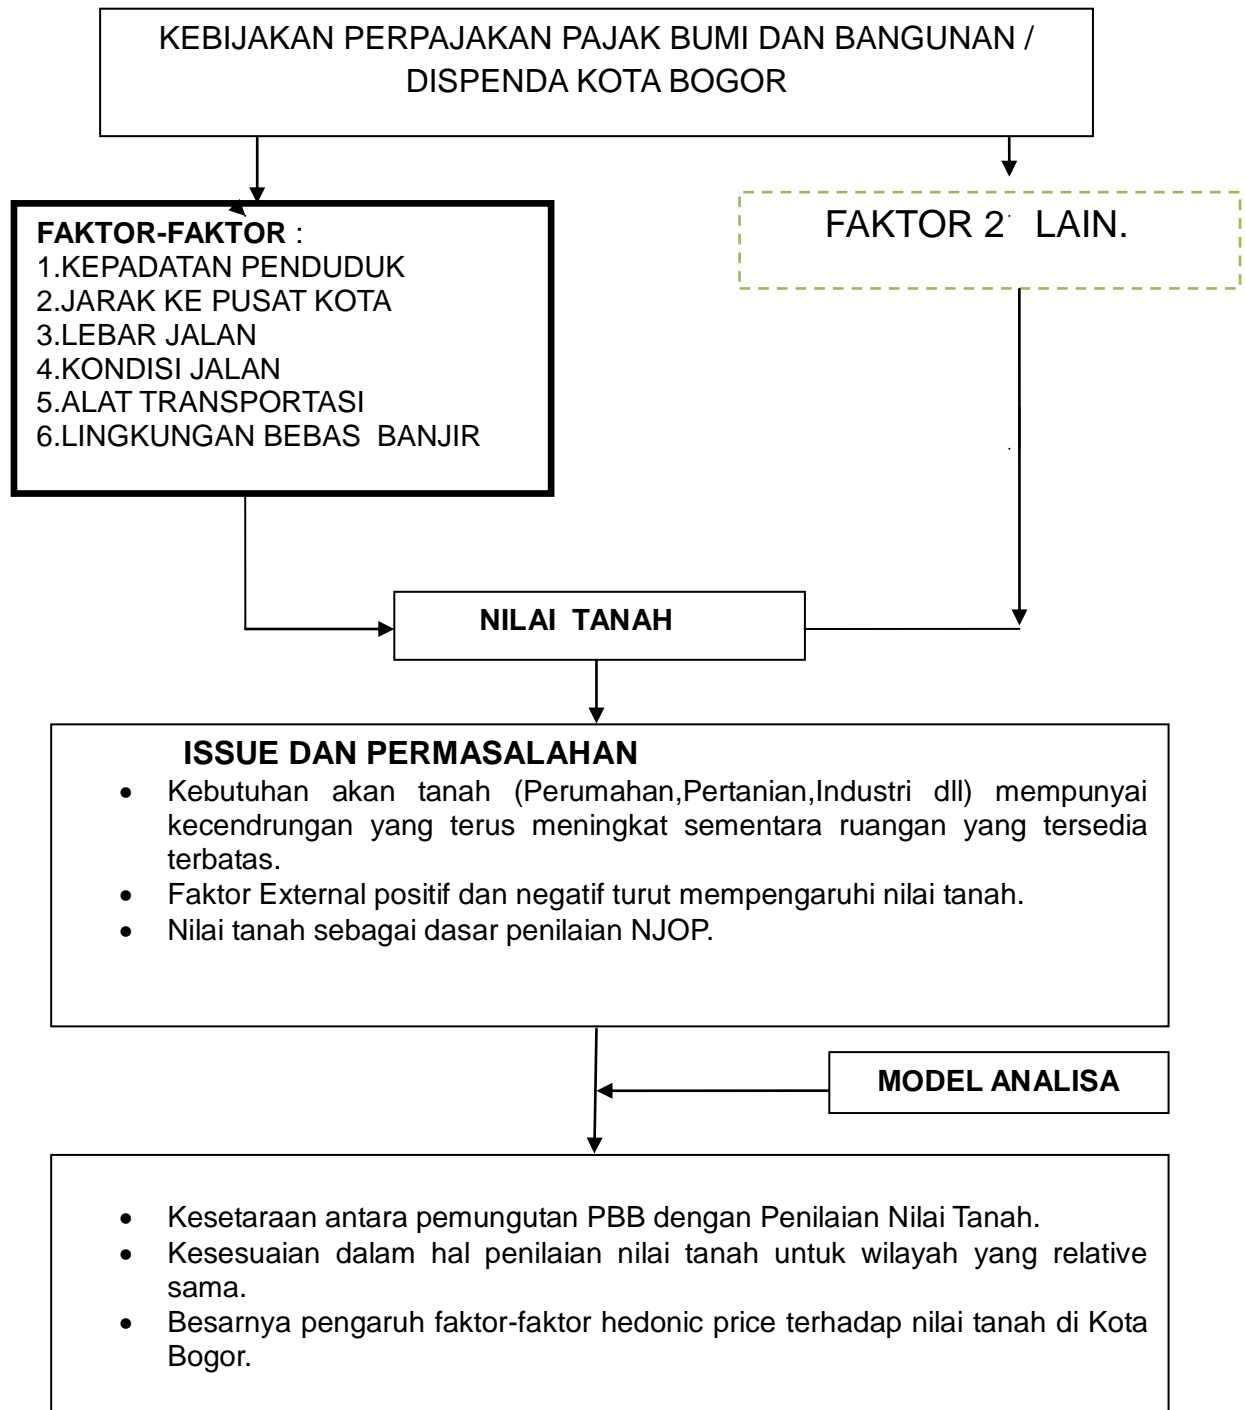 KEBIJAKAN PERPAJAKAN PAJAK BUMI DAN BANGUNAN /
DISPENDA KOTA BOGOR
FAKTOR-FAKTOR :
1.KEPADATAN PENDUDUK
2.JARAK KE PUSAT KOTA
3.LEBAR JALAN
4.KONDISI JALAN
5.ALAT TRANSPORTASI
6.LINGKUNGAN BEBAS BANJIR
FAKTOR 2 LAIN.
NILAI TANAH
ISSUE DAN PERMASALAHAN
• Kebutuhan akan tanah (Perumahan,Pertanian,Industri dll) mempunyai
kecendrungan yang terus meningkat sementara ruangan yang tersedia
terbatas.
• Faktor External positif dan negatif turut mempengaruhi nilai tanah.
• Nilai tanah sebagai dasar penilaian NJOP.
MODEL ANALISA
• Kesetaraan antara pemungutan PBB dengan Penilaian Nilai Tanah.
• Kesesuaian dalam hal penilaian nilai tanah untuk wilayah yang relative
sama.
• Besarnya pengaruh faktor-faktor hedonic price terhadap nilai tanah di Kota
Bogor.